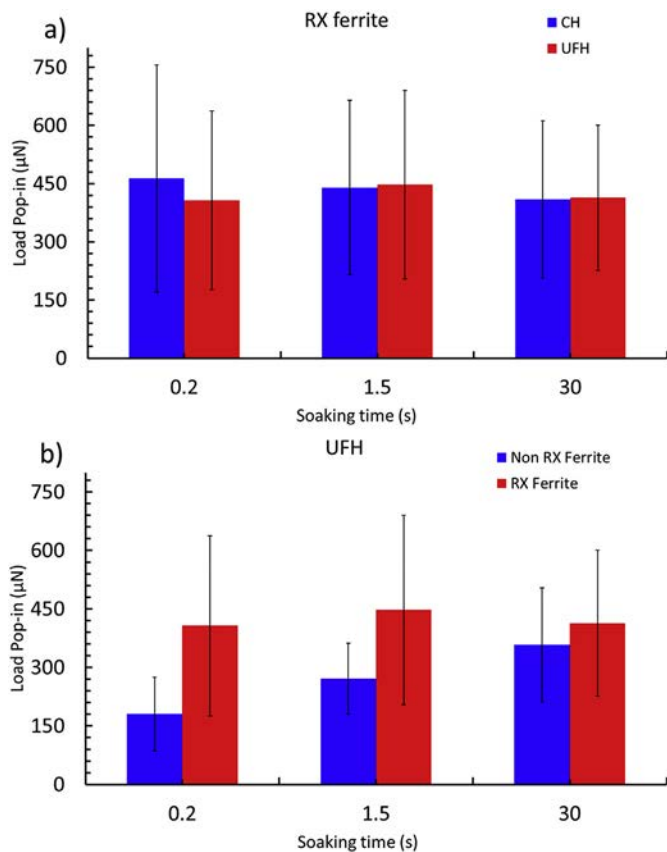 a)
RX ferrite
CH
UFH
Load Pop-in (μN)
750
600
450
300
150
0
0.2 1.5 30
Soaking time (s)
b)
UFH
Non RX Ferrite
RX Ferrite
Load Pop-in (μN)
750
600
450
300
150
0
0.2 1.5 30
Soaking time (s)